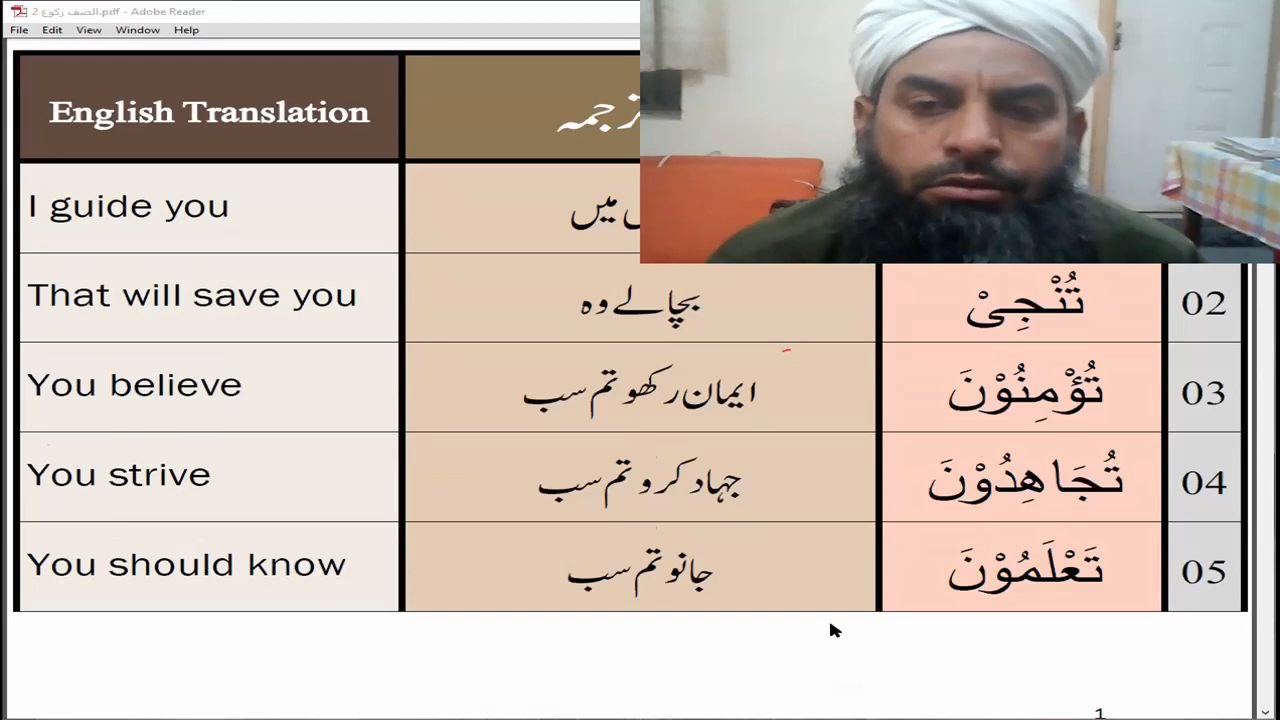 الصف رکوع 2.pdf - Adobe Reader
File Edit View Window Help
English Translation
I guide you میں
That will save you بچالے وہ تُنْجِیْ 02
You believe ایمان رکھو تم سب تُؤْمِنُوْنَ 03
You strive جہاد کرو تم سب تُجَاهِدُوْنَ 04
You should know جانو تم سب تَعْلَمُوْنَ 05
1